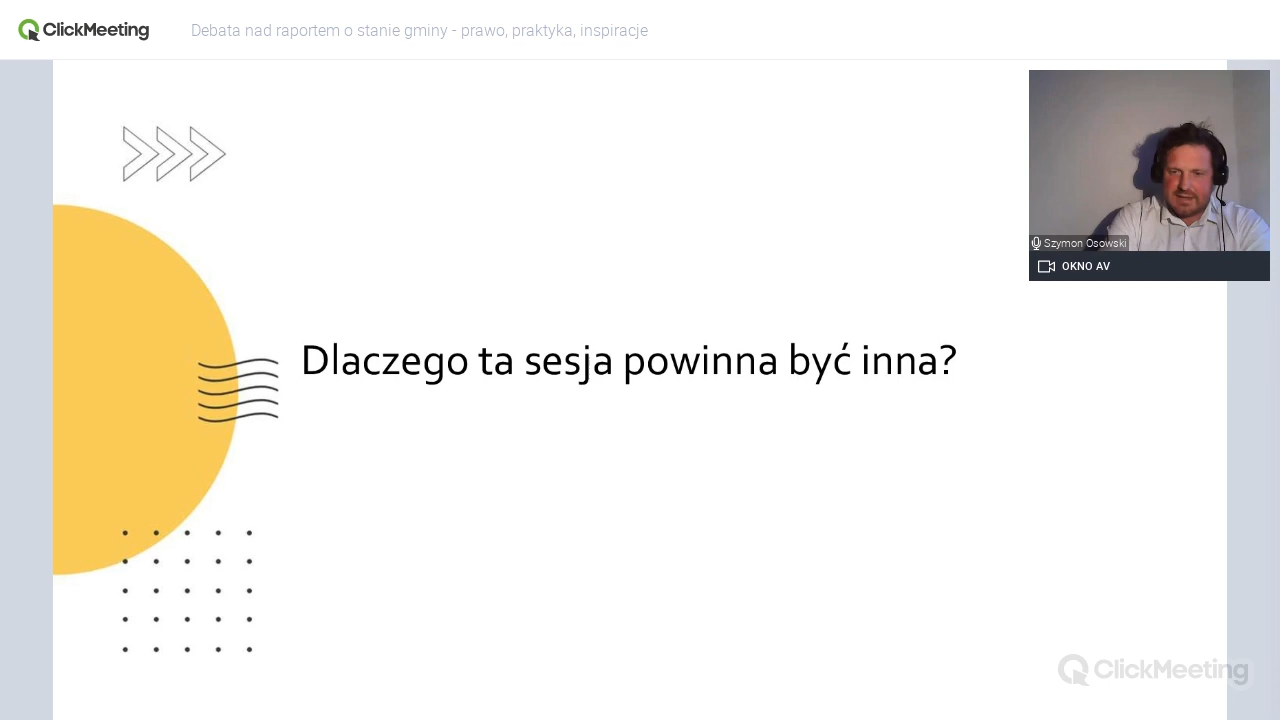 ClickMeeting
Debata nad raportem o stanie gminy - prawo, praktyka, inspiracje
Szymon Osowski
OKNO AV
Dlaczego ta sesja powinna być inna?
ClickMeeting